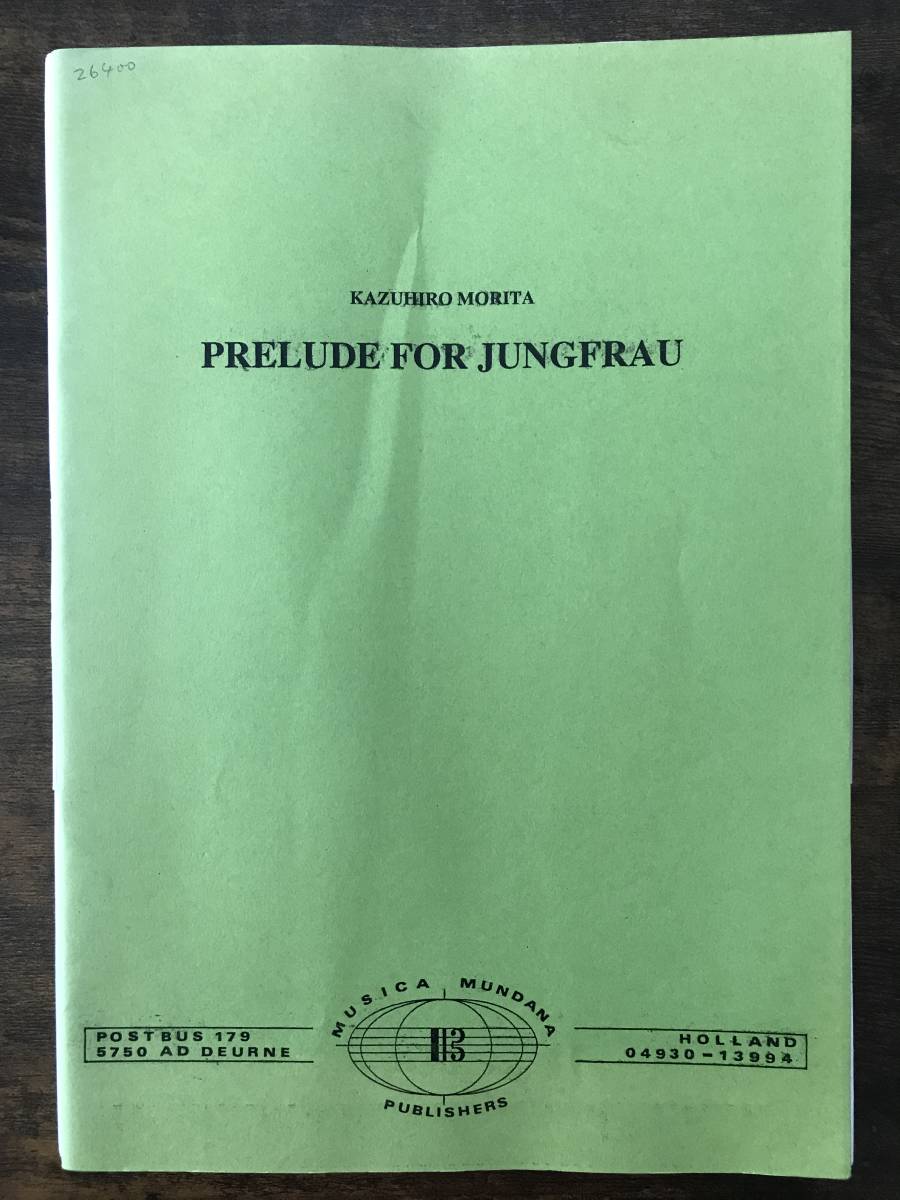 26400
KAZUHIRO MORITA
PRELUDE FOR JUNGFRAU
MUSICA MUNDANA
POSTBUS 179
5750 AD DEURNE
HOLLAND
04930-13994
PUBLISHERS